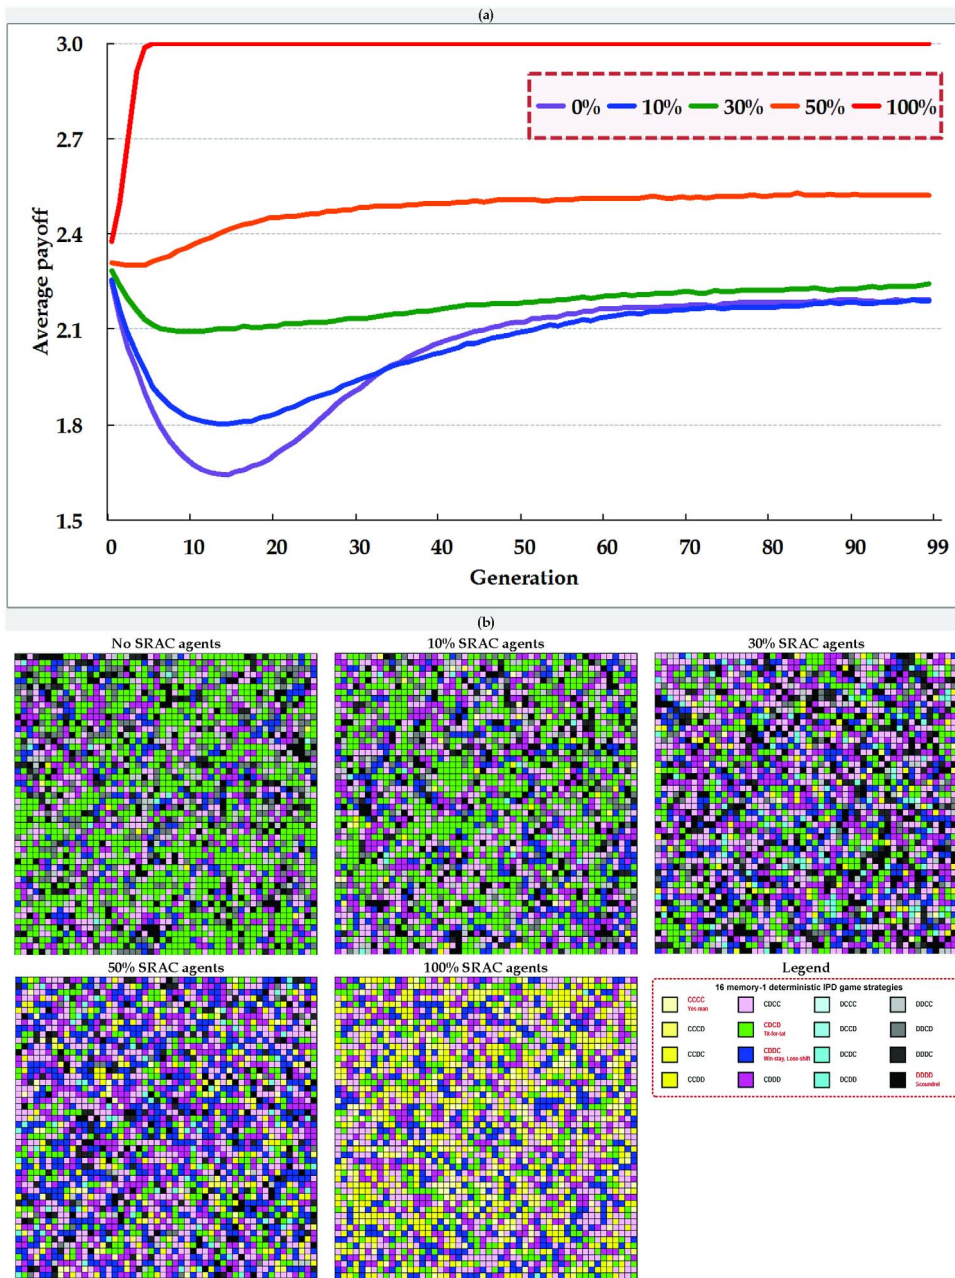 (a)
3.0
0% 10% 30% 50% 100%
2.7
2.4
2.1
1.8
1.5
Average payoff
0 10 20 30 40 50 60 70 80 90 99
Generation
(b)
No SRAC agents 10% SRAC agents 30% SRAC agents
50% SRAC agents 100% SRAC agents Legend
16 memory-1 deterministic IPD game strategies
CCCC CDCC DCCC DDCC
Yes-man
CCCD CDCD DCCD DDCD
Tit-for-tat
CCDC CDDC DCDC DDDC
Win-stay, Lose-shift
CCDD CDDD DCDD DDDD
Scoundrel